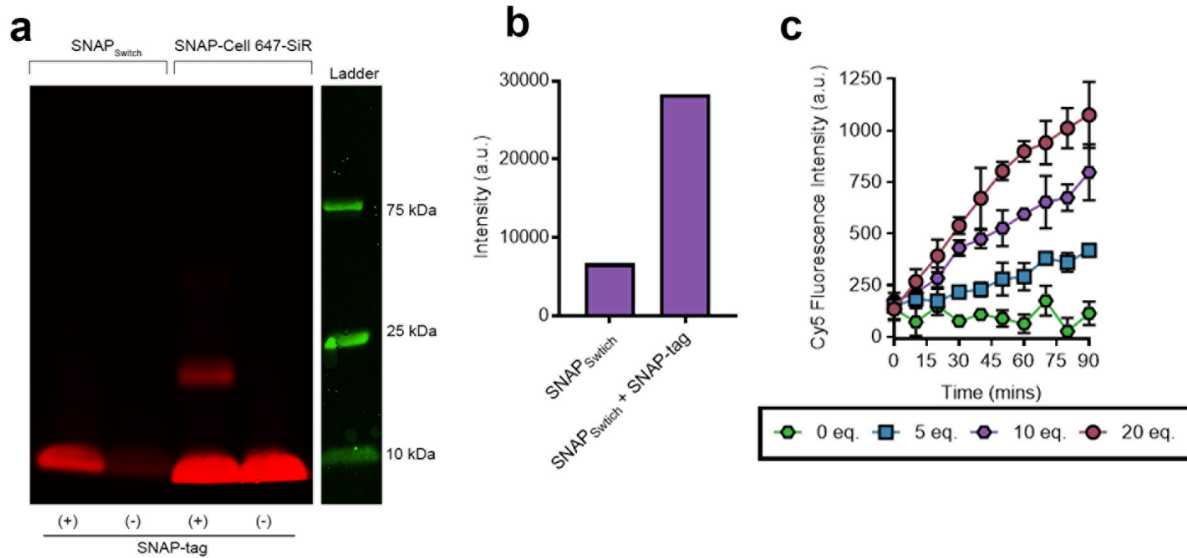 a
SNAPSwitch
SNAP-Cell 647-SiR
Ladder
75 kDa
25 kDa
10 kDa
(+)
(-)
(+)
(-)
SNAP-tag
b
30000
20000
10000
0
Intensity (a.u.)
SNAPSwtich
SNAPSwtich + SNAP-tag
c
1250
1000
750
500
250
0
Cy5 Fluorescence Intensity (a.u.)
0 15 30 45 60 75 90
Time (mins)
0 eq. 5 eq. 10 eq. 20 eq.